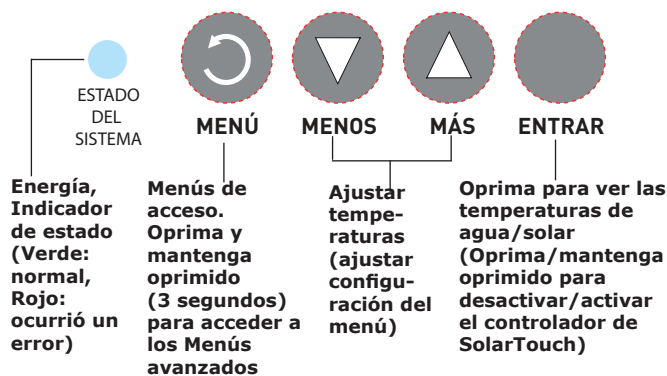 ESTADO
DEL
SISTEMA
MENÚ
MENOS
MÁS
ENTRAR
Energía,
Indicador
de estado
(Verde:
normal,
Rojo:
ocurrió un
error)
Menús de
acceso.
Oprima y
mantenga
oprimido
(3 segundos)
para acceder a
los Menús
avanzados
Ajustar
tempe-
raturas
(ajustar
configu-
ración del
menú)
Oprima para ver las
temperaturas de
agua/solar
(Oprima/mantenga
oprimido para
desactivar/activar
el controlador de
SolarTouch)